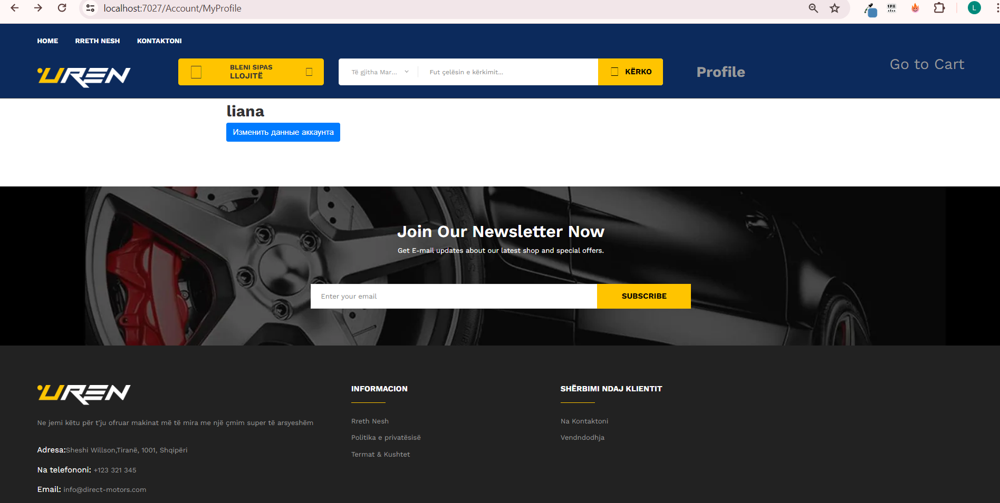 localhost:7027/Account/MyProfile
L
HOME RRETH NESH KONTAKTONI
UREN
BLENI SIPAS
LLOJITË
Të gjitha Mar...
Fut çelësin e kërkimit...
KËRKO
Profile
Go to Cart
liana
Изменить данные аккаунта
Join Our Newsletter Now
Get E-mail updates about our latest shop and special offers.
Enter your email
SUBSCRIBE
UREN
Ne jemi këtu për t'ju ofruar makinat më të mira me një çmim super të arsyeshëm
Adresa:Sheshi Willson,Tiranë, 1001, Shqipëri
Na telefononi: +123 321 345
Email: info@direct-motors.com
INFORMACION
Rreth Nesh
Politika e privatësisë
Termat & Kushtet
SHËRBIMI NDAJ KLIENTIT
Na Kontaktoni
Vendndodhja